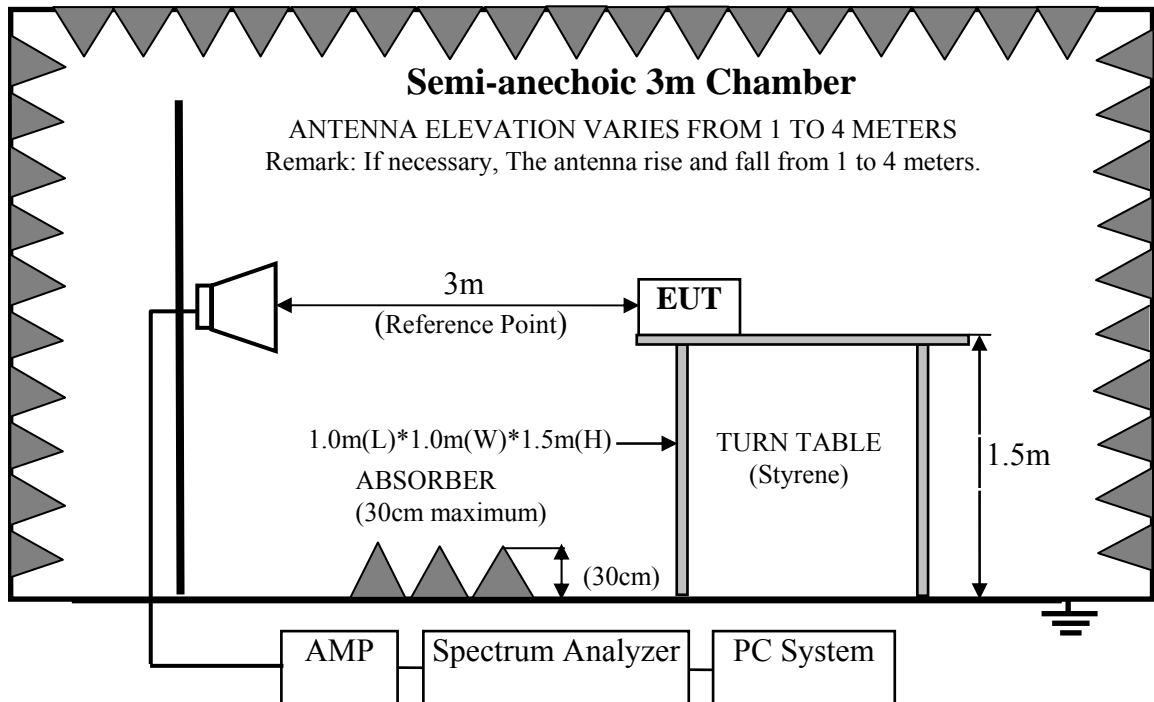 Semi-anechoic 3m Chamber
ANTENNA ELEVATION VARIES FROM 1 TO 4 METERS
Remark: If necessary, The antenna rise and fall from 1 to 4 meters.
3m
(Reference Point)
EUT
1.0m(L)*1.0m(W)*1.5m(H)
ABSORBER
(30cm maximum)
TURN TABLE
(Styrene)
1.5m
(30cm)
AMP
Spectrum Analyzer
PC System